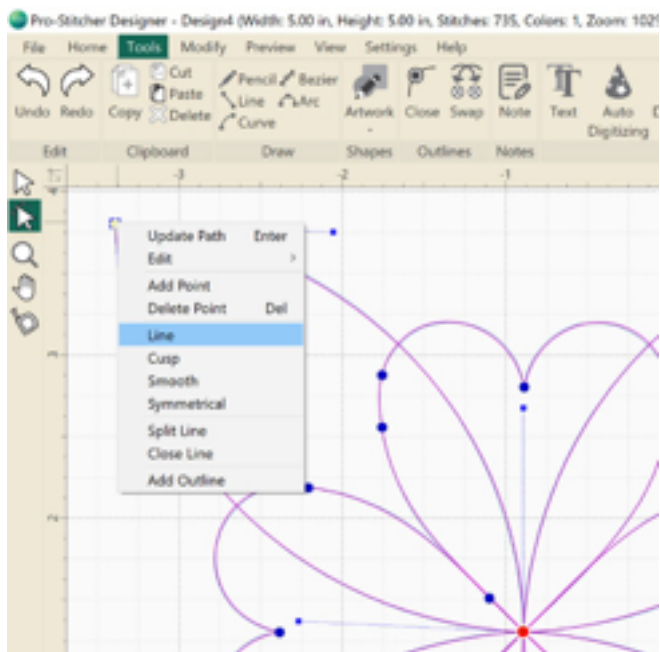 Pro-Stitcher Designer - Design4 (Width: 5.00 in, Height: 5.00 in, Stitches: 735, Colors: 1, Zoom: 1029
File Home Tools Modify Preview View Settings Help
Undo Redo Copy Cut Paste Delete Pencil Bezier Line Arc Curve Artwork Close Swap Note Text Auto Digitizing
Edit Clipboard Draw Shapes Outlines Notes
-3 -2 -1
Update Path Enter
Edit >
Add Point
Delete Point Del
Line
Cusp
Smooth
Symmetrical
Split Line
Close Line
Add Outline